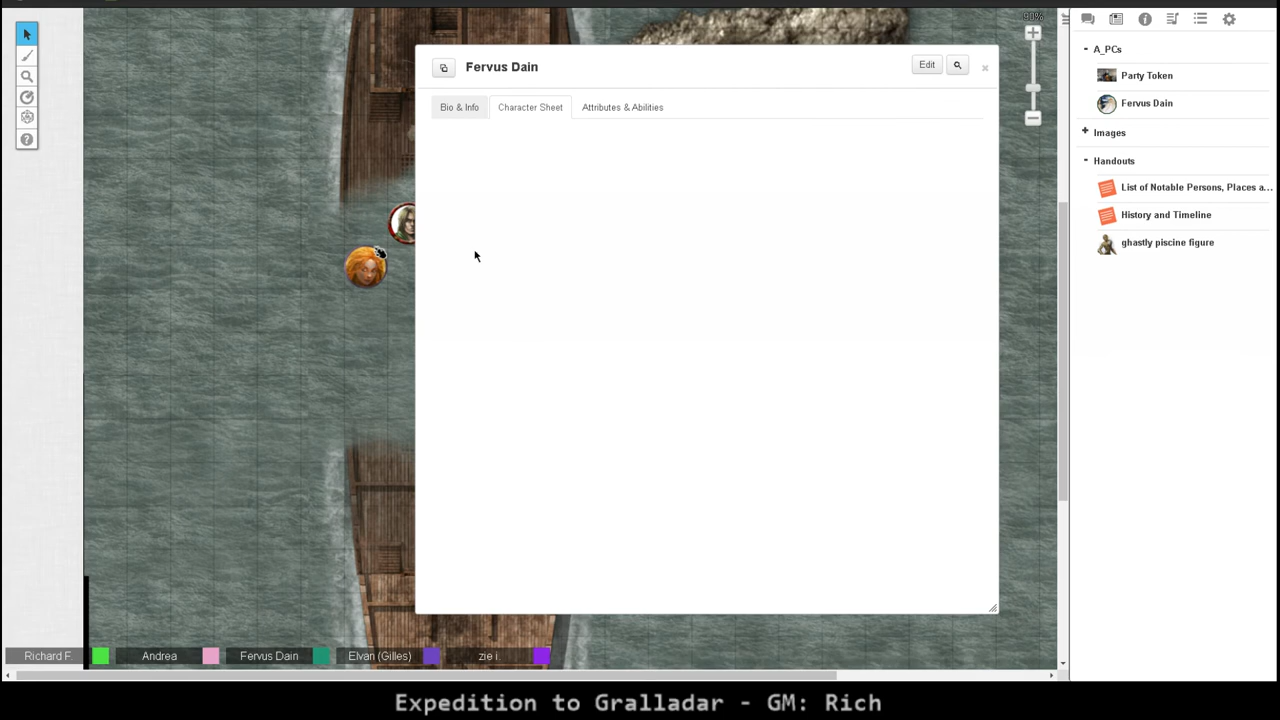 90%
Fervus Dain
Edit
Bio & Info
Character Sheet
Attributes & Abilities
A_PCs
Party Token
Fervus Dain
Images
Handouts
List of Notable Persons, Places a...
History and Timeline
ghastly piscine figure
Richard F
Andrea
Fervus Dain
Elvan (Gilles)
zie i.
Expedition to Gralladar - GM: Rich